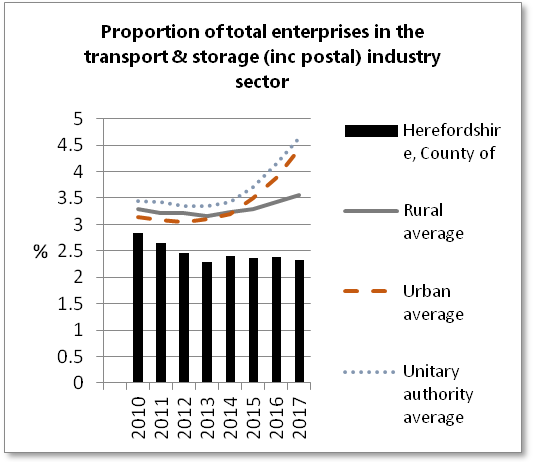 Proportion of total enterprises in the
transport & storage (inc postal) industry
sector
5
4.5
4
3.5
3
2.5
2
1.5
1
0.5
0
%
2010
2011
2012
2013
2014
2015
2016
2017
Herefordshir
e, County of
Rural
average
Urban
average
Unitary
authority
average